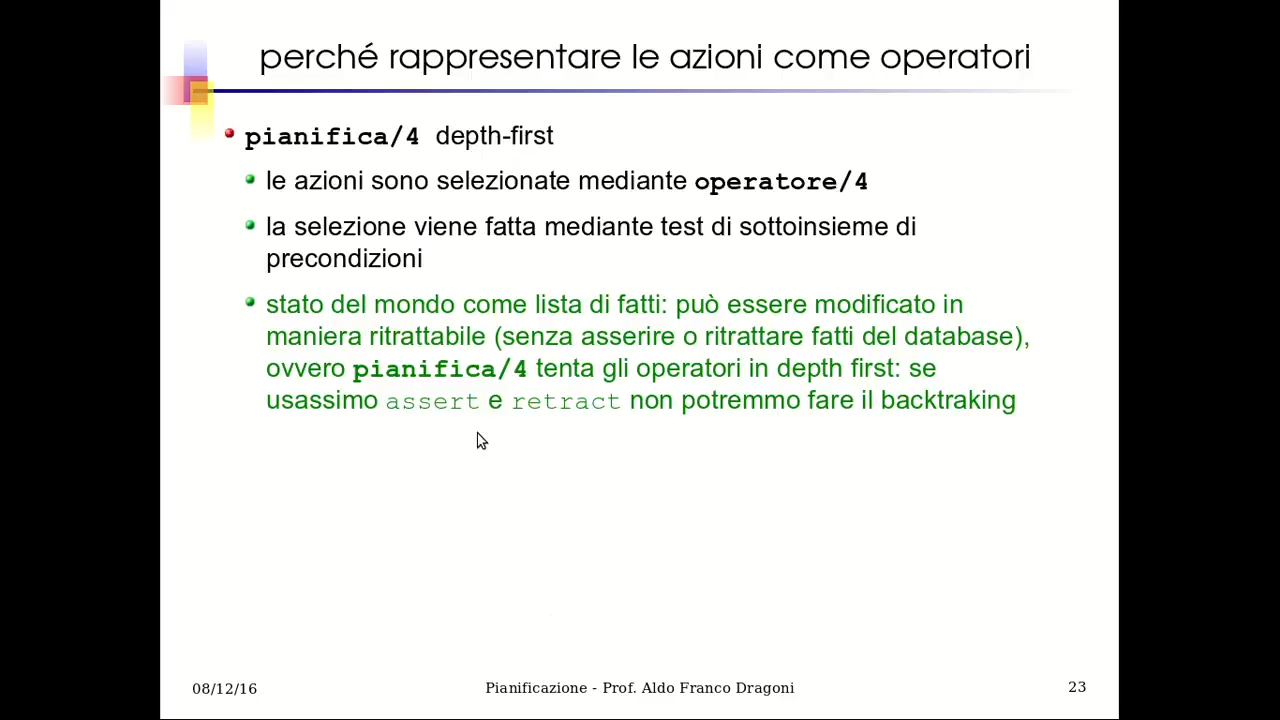 perché rappresentare le azioni come operatori
pianifica/4 depth-first
le azioni sono selezionate mediante operatore/4
la selezione viene fatta mediante test di sottoinsieme di
precondizioni
stato del mondo come lista di fatti: può essere modificato in
maniera ritrattabile (senza asserire o ritrattare fatti del database),
ovvero pianifica/4 tenta gli operatori in depth first: se
usassimo assert e retract non potremmo fare il backtraking
08/12/16
Pianificazione - Prof. Aldo Franco Dragoni
23